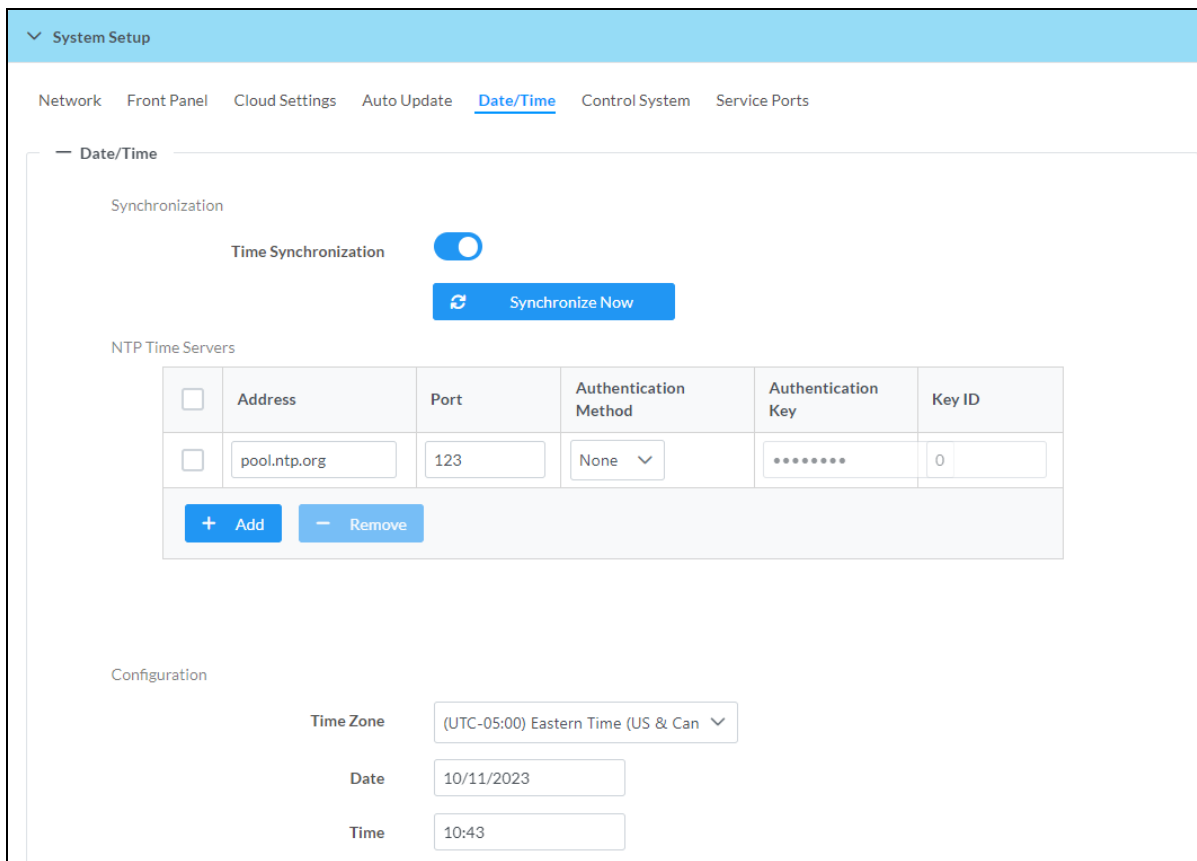 System Setup
Network Front Panel Cloud Settings Auto Update Date/Time Control System Service Ports
Date/Time
Synchronization
Time Synchronization
Synchronize Now
NTP Time Servers
Address Port Authentication Method Authentication Key Key ID
pool.ntp.org 123 None •••••••• 0
+ Add − Remove
Configuration
Time Zone (UTC-05:00) Eastern Time (US & Can
Date 10/11/2023
Time 10:43